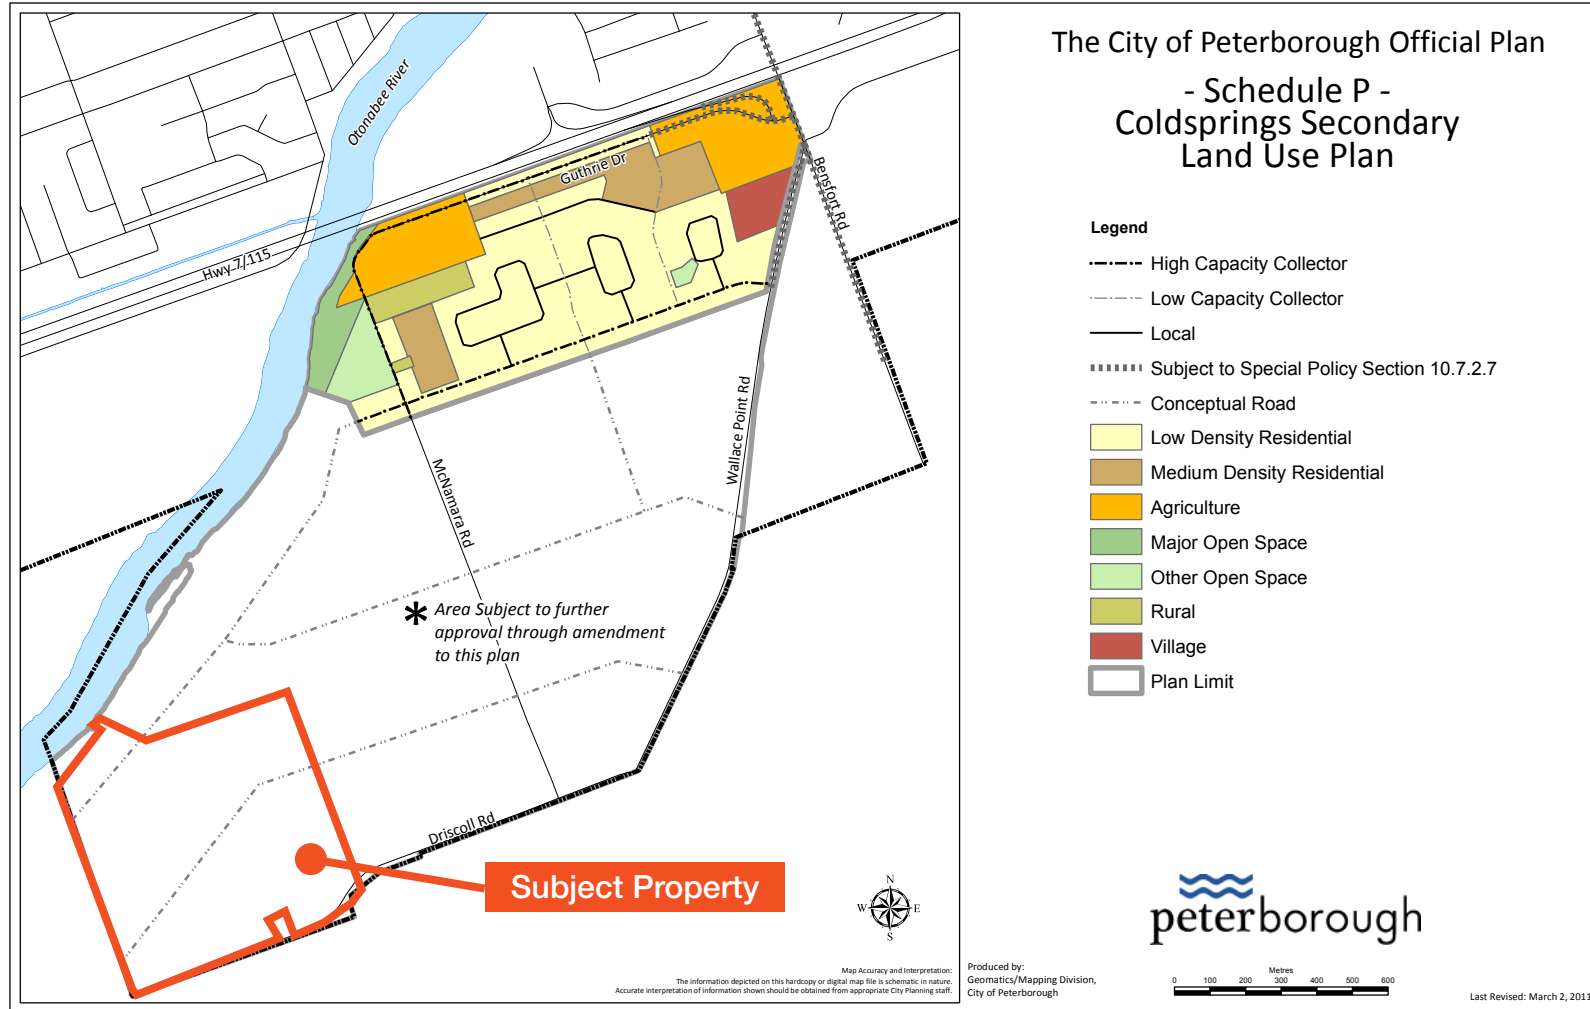 The City of Peterborough Official Plan
- Schedule P -
Coldsprings Secondary
Land Use Plan
Legend
High Capacity Collector
Low Capacity Collector
Local
Subject to Special Policy Section 10.7.2.7
Conceptual Road
Low Density Residential
Medium Density Residential
Agriculture
Major Open Space
Other Open Space
Rural
Village
Plan Limit
Otonabee River
Guthrie Dr
Bensfort Rd
Hwy 7/115
Wallace Point Rd
McNamara Rd
* Area Subject to further
approval through amendment
to this plan
Driscoll Rd
Subject Property
N
W E
S
Map Accuracy and Interpretation:
The information depicted on this hardcopy or digital map file is schematic in nature.
Accurate interpretation of information shown should be obtained from appropriate City Planning staff.
peterborough
Produced by:
Geomatics/Mapping Division,
City of Peterborough
Metres
0 100 200 300 400 500 600
Last Revised: March 2, 2011